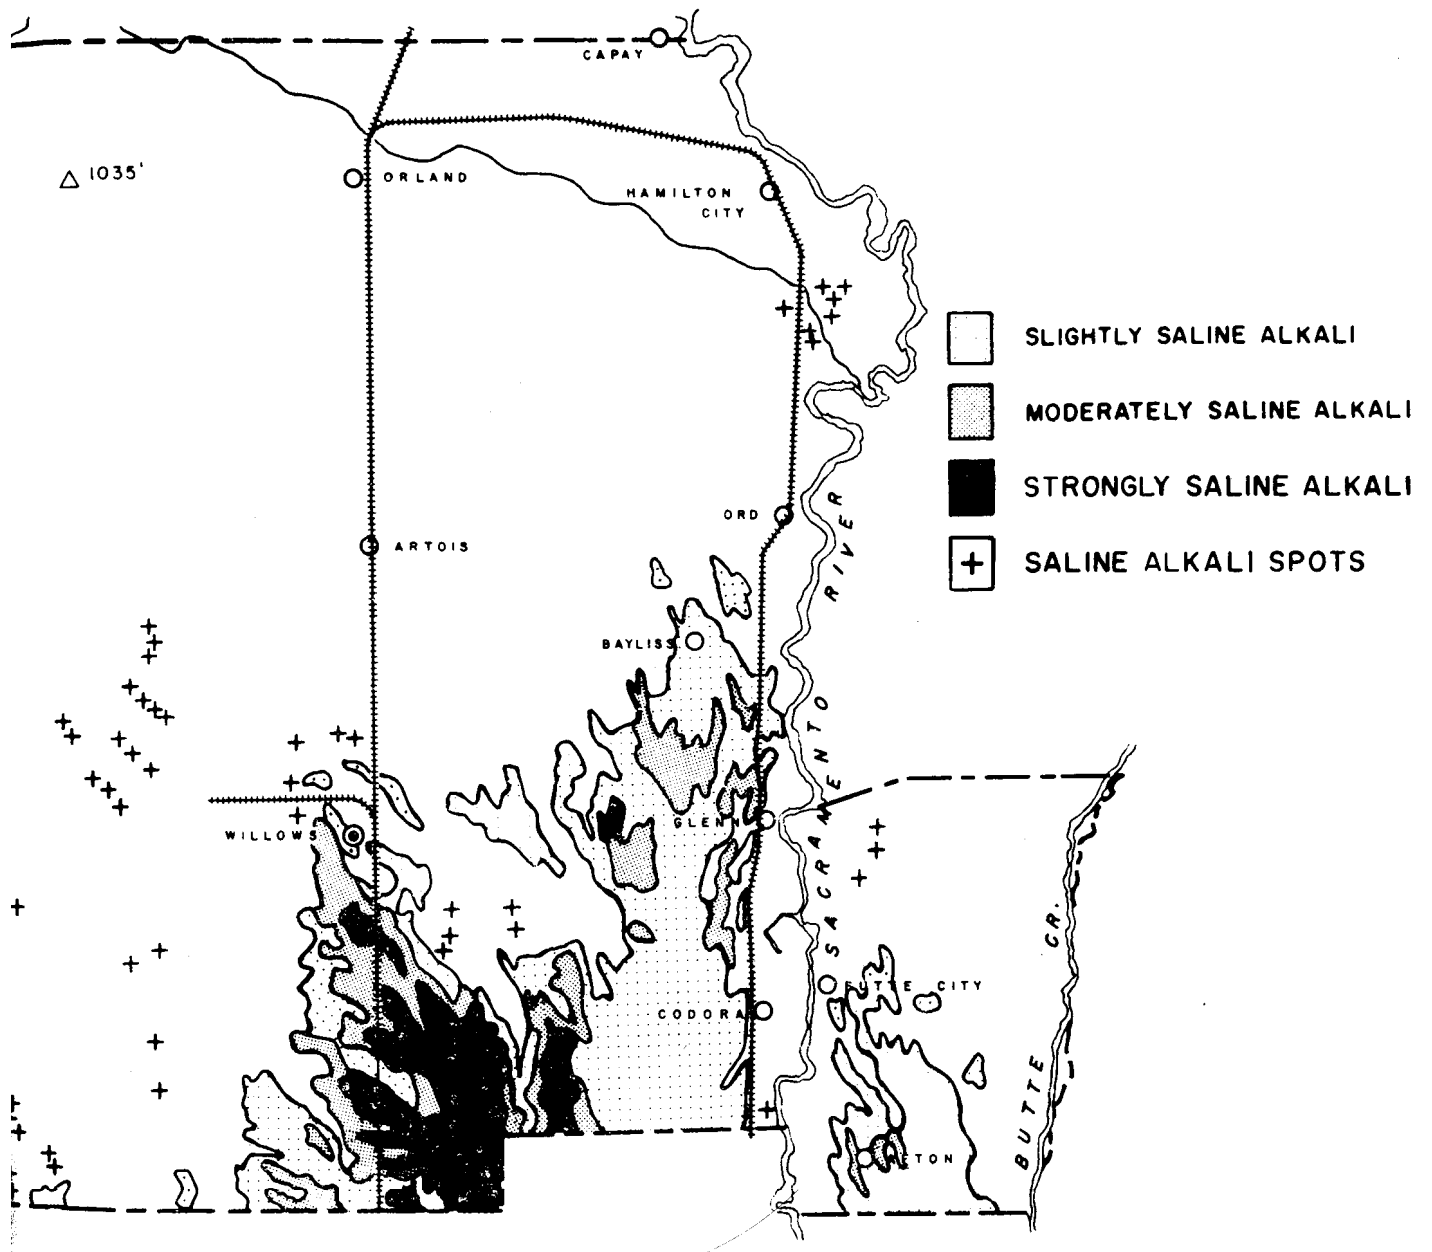 CAPAY
1035'
ORLAND
HAMILTON
CITY
SLIGHTLY SALINE ALKALI
MODERATELY SALINE ALKALI
STRONGLY SALINE ALKALI
SALINE ALKALI SPOTS
ORD
ARTOIS
BAYLISS
WILLOWS
GLENN
SACRAMENTO RIVER
CODORA
BUTTE CITY
BUTTE CR.